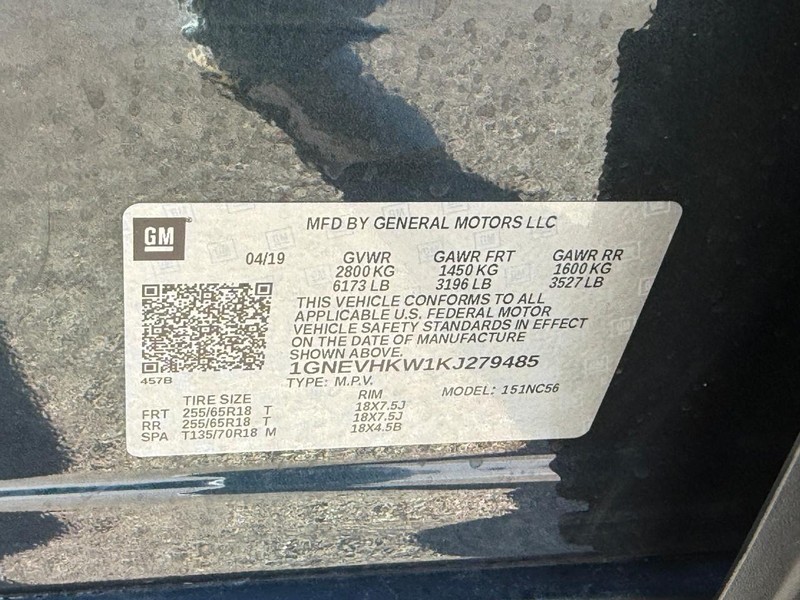 MFD BY GENERAL MOTORS LLC
GM
04/19 GVWR GAWR FRT GAWR RR
2800 KG 1450 KG 1600 KG
6173 LB 3196 LB 3527 LB
THIS VEHICLE CONFORMS TO ALL
APPLICABLE U.S. FEDERAL MOTOR
VEHICLE SAFETY STANDARDS IN EFFECT
ON THE DATE OF MANUFACTURE
SHOWN ABOVE.
1GNEVHKW1KJ279485
457B
TYPE: M.P.V. MODEL: 151NC56
TIRE SIZE RIM
FRT 255/65R18 T 18X7.5J
RR 255/65R18 T 18X7.5J
SPA T135/70R18 M 18X4.5B